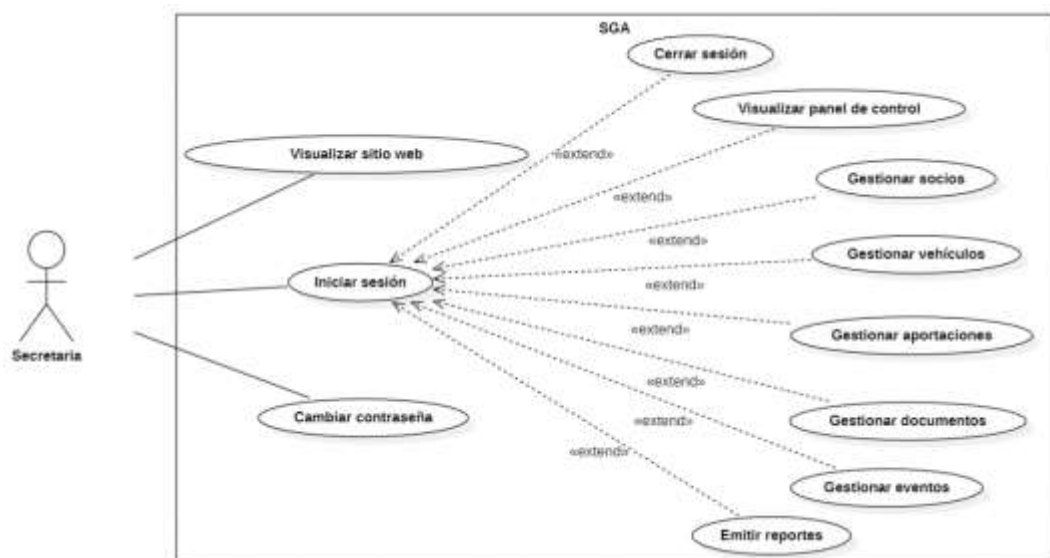 SGA
Cerrar sesión
Visualizar panel de control
Visualizar sitio web
«extend»
Gestionar socios
«extend»
«extend»
Gestionar vehículos
Iniciar sesión
«extend»
Secretaria
«extend»
Gestionar aportaciones
«extend»
Cambiar contraseña
Gestionar documentos
«extend»
«extend»
Gestionar eventos
Emitir reportes